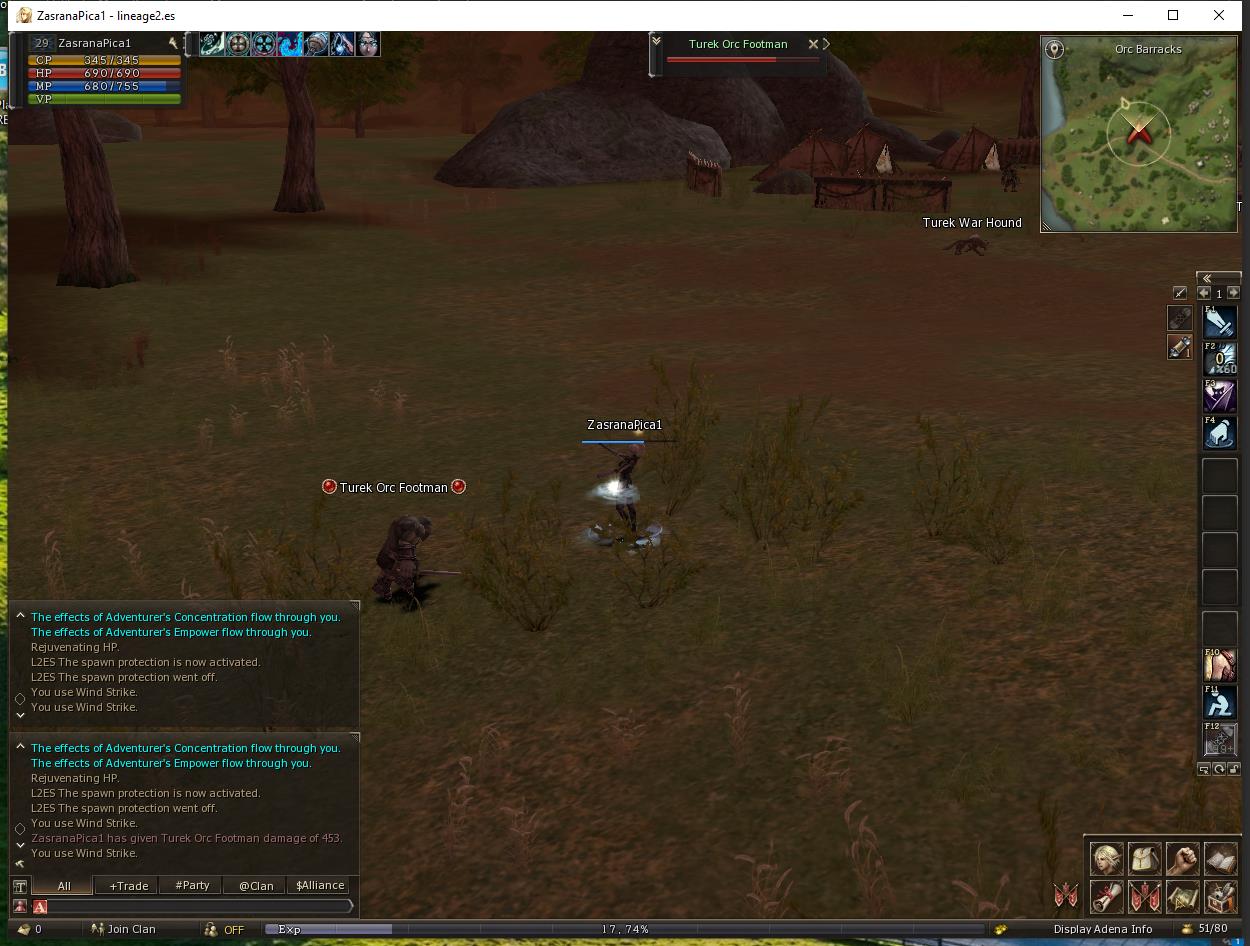 ZasranaPica1 - lineage2.es
29 ZasranaPica1
CP 345/345
HP 690/690
MP 680/755
VP
Turek Orc Footman
Orc Barracks
Turek War Hound
1
F1
F2
0
F3
F4
ZasranaPica1
Turek Orc Footman
The effects of Adventurer's Concentration flow through you.
The effects of Adventurer's Empower flow through you.
Rejuvenating HP.
L2ES The spawn protection is now activated.
L2ES The spawn protection went off.
You use Wind Strike.
You use Wind Strike.
F10
F11
F12
99+
The effects of Adventurer's Concentration flow through you.
The effects of Adventurer's Empower flow through you.
Rejuvenating HP.
L2ES The spawn protection is now activated.
L2ES The spawn protection went off.
You use Wind Strike.
ZasranaPica1 has given Turek Orc Footman damage of 453.
You use Wind Strike.
All +Trade #Party @Clan $Alliance
A
0 Join Clan OFF Exp 17,74% Display Adena Info 51/80